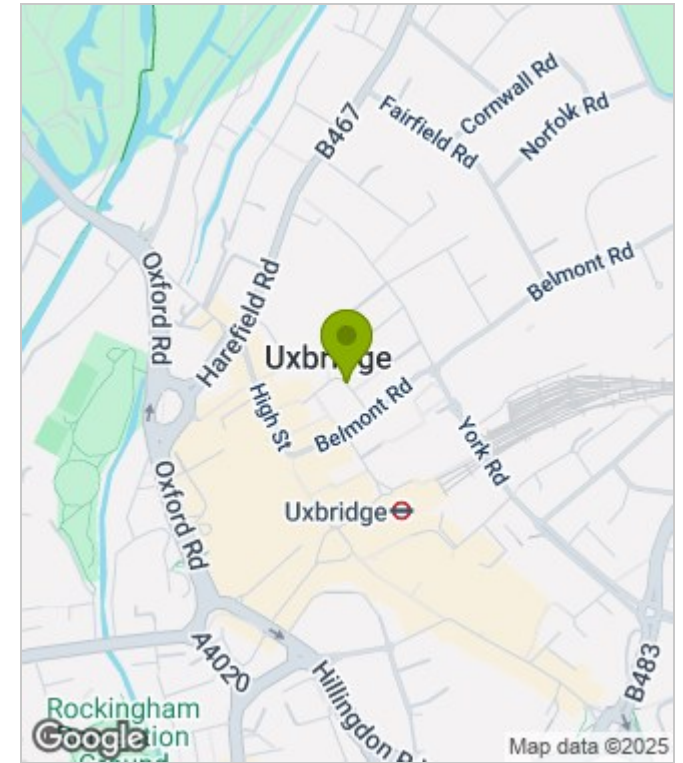 Cornwall Rd
Fairfield Rd
Norfolk Rd
B467
Belmont Rd
Oxford Rd
Harefield Rd
Uxbridge
High St
Belmont Rd
York Rd
Uxbridge
Oxford Rd
A4020
Hillingdon R
B483
Rockingham
Google
Map data ©2025